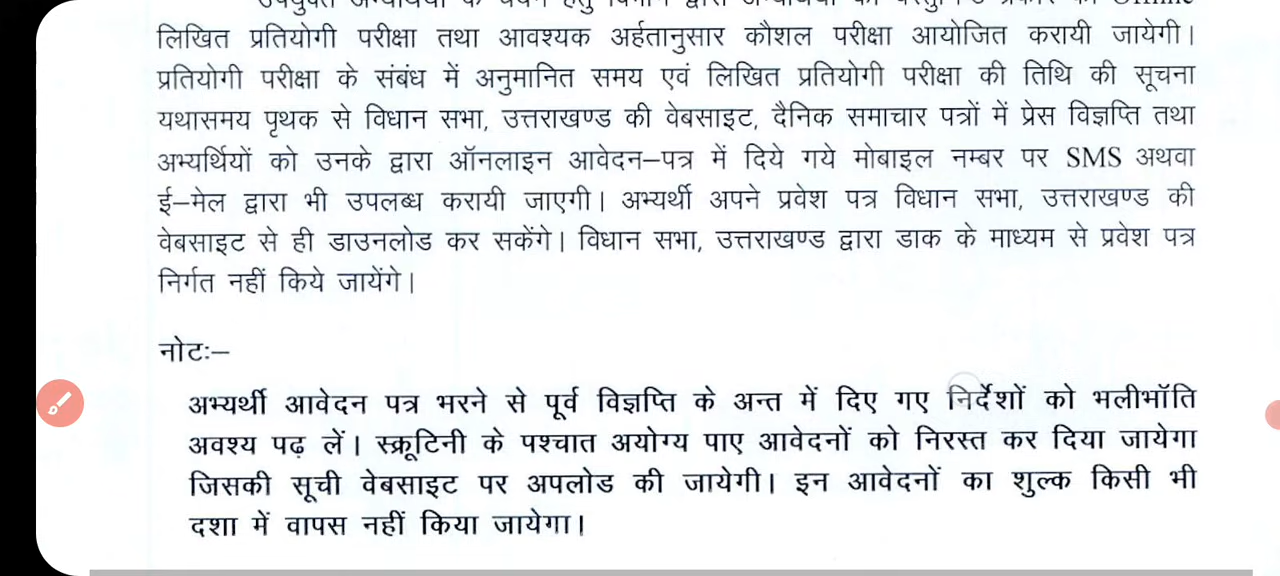 लिखित प्रतियोगी परीक्षा तथा आवश्यक अर्हतानुसार कौशल परीक्षा आयोजित करायी जायेगी।
प्रतियोगी परीक्षा के संबंध में अनुमानित समय एवं लिखित प्रतियोगी परीक्षा की तिथि की सूचना
यथासमय पृथक से विधान सभा, उत्तराखण्ड की वेबसाइट, दैनिक समाचार पत्रों में प्रेस विज्ञप्ति तथा
अभ्यर्थियों को उनके द्वारा ऑनलाइन आवेदन–पत्र में दिये गये मोबाइल नम्बर पर SMS अथवा
ई–मेल द्वारा भी उपलब्ध करायी जाएगी। अभ्यर्थी अपने प्रवेश पत्र विधान सभा, उत्तराखण्ड की
वेबसाइट से ही डाउनलोड कर सकेंगे। विधान सभा, उत्तराखण्ड द्वारा डाक के माध्यम से प्रवेश पत्र
निर्गत नहीं किये जायेंगे।
नोटः–
अभ्यर्थी आवेदन पत्र भरने से पूर्व विज्ञप्ति के अन्त में दिए गए निर्देशों को भलीभॉति
अवश्य पढ़ लें। स्क्रूटिनी के पश्चात अयोग्य पाए आवेदनों को निरस्त कर दिया जायेगा
जिसकी सूची वेबसाइट पर अपलोड की जायेगी। इन आवेदनों का शुल्क किसी भी
दशा में वापस नहीं किया जायेगा।